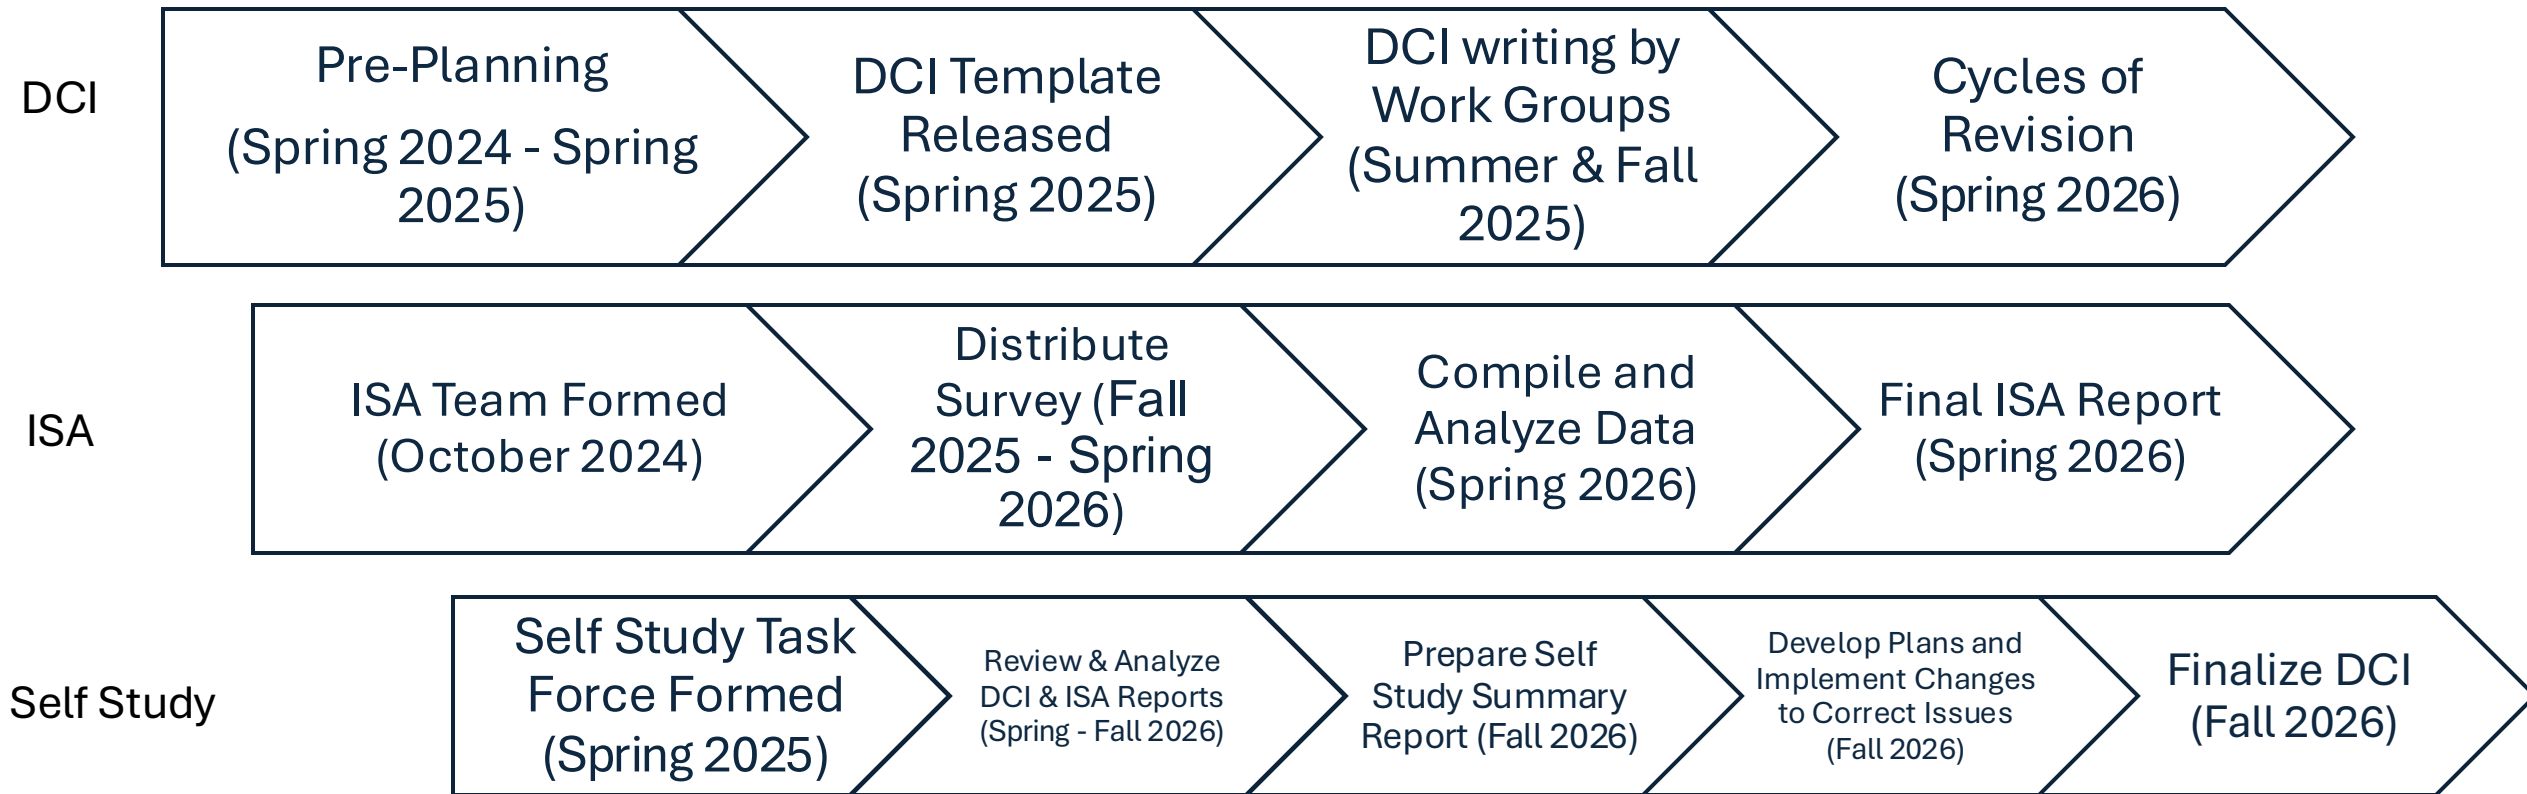 DCI
Pre-Planning
(Spring 2024 - Spring
2025)
DCI Template
Released
(Spring 2025)
DCI writing by
Work Groups
(Summer & Fall
2025)
Cycles of
Revision
(Spring 2026)
ISA
ISA Team Formed
(October 2024)
Distribute
Survey (Fall
2025 - Spring
2026)
Compile and
Analyze Data
(Spring 2026)
Final ISA Report
(Spring 2026)
Self Study
Self Study Task
Force Formed
(Spring 2025)
Review & Analyze
DCI & ISA Reports
(Spring - Fall 2026)
Prepare Self
Study Summary
Report (Fall 2026)
Develop Plans and
Implement Changes
to Correct Issues
(Fall 2026)
Finalize DCI
(Fall 2026)